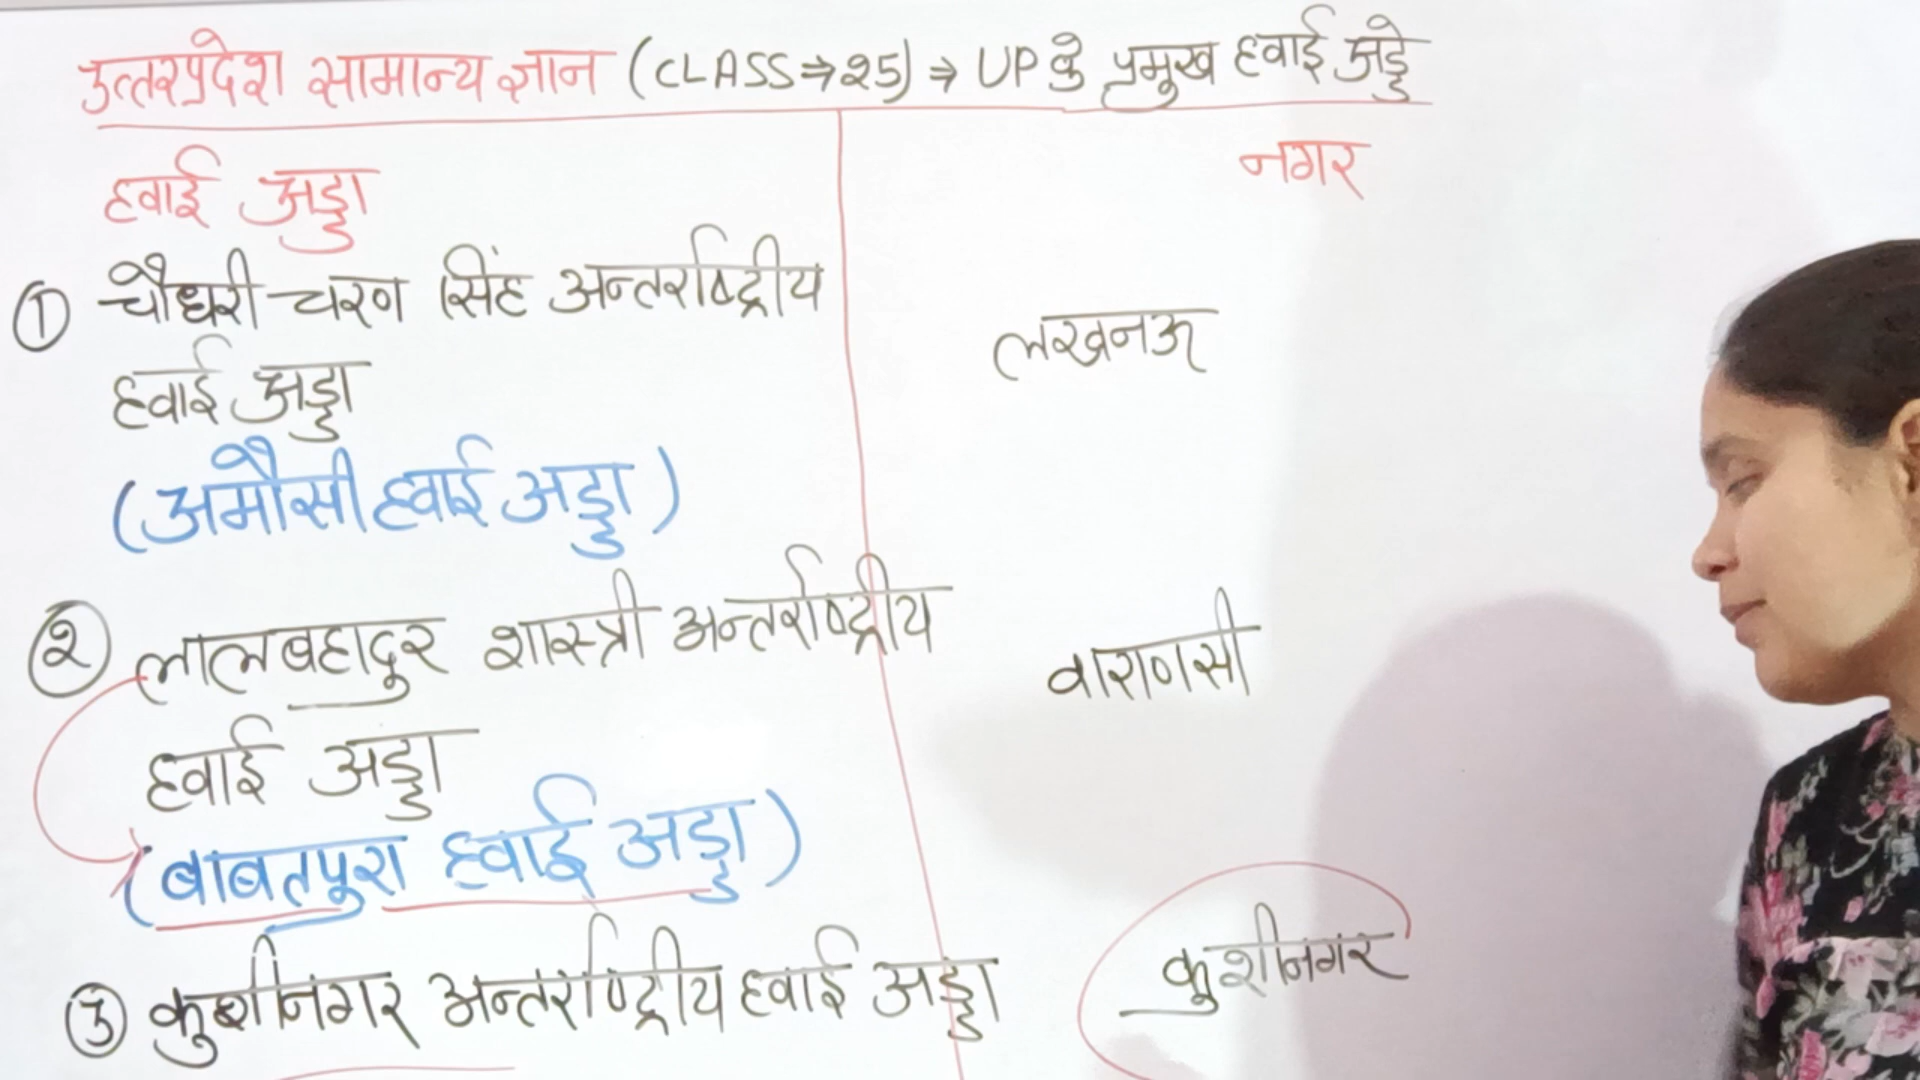 उत्तरप्रदेश सामान्य ज्ञान (CLASS⇒25) ⇒ UP के प्रमुख हवाई अड्डे
हवाई अड्डा
नगर
① चौधरी चरण सिंह अन्तर्राष्ट्रीय
हवाई अड्डा
लखनऊ
(अमौसी हवाई अड्डा)
② लालबहादुर शास्त्री अन्तर्राष्ट्रीय
वाराणसी
हवाई अड्डा
(बाबतपुरा हवाई अड्डा)
③ कुशीनगर अन्तर्राष्ट्रीय हवाई अड्डा
कुशीनगर